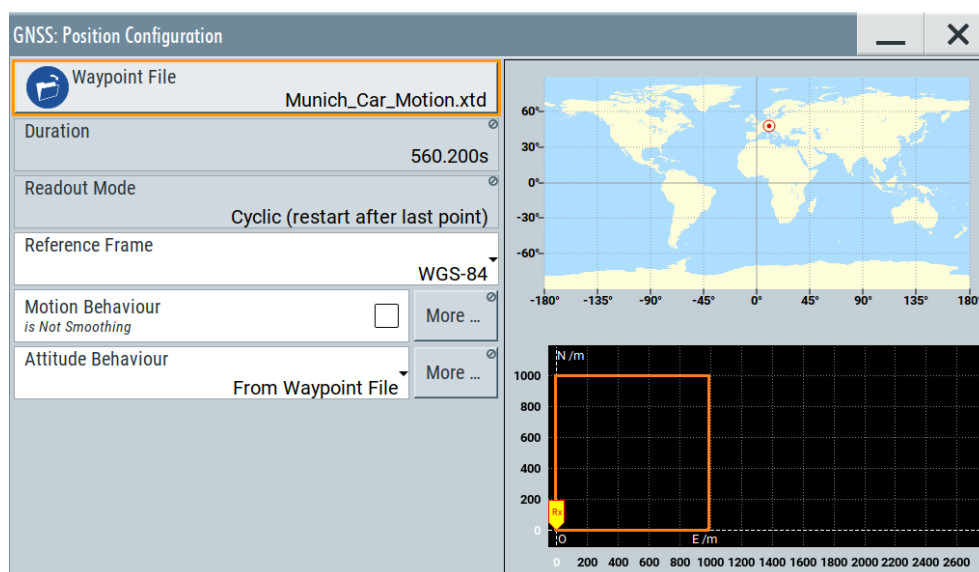 GNSS: Position Configuration
Waypoint File
Munich_Car_Motion.xtd
Duration
560.200s
Readout Mode
Cyclic (restart after last point)
Reference Frame
WGS-84
Motion Behaviour
is Not Smoothing
More ...
Attitude Behaviour
From Waypoint File
More ...
60°
30°
0°
-30°
-60°
-180° -135° -90° -45° 0° 45° 90° 135° 180°
N /m
1000
800
600
400
200
Rx
0
0 E /m
0 200 400 600 800 1000 1200 1400 1600 1800 2000 2200 2400 2600